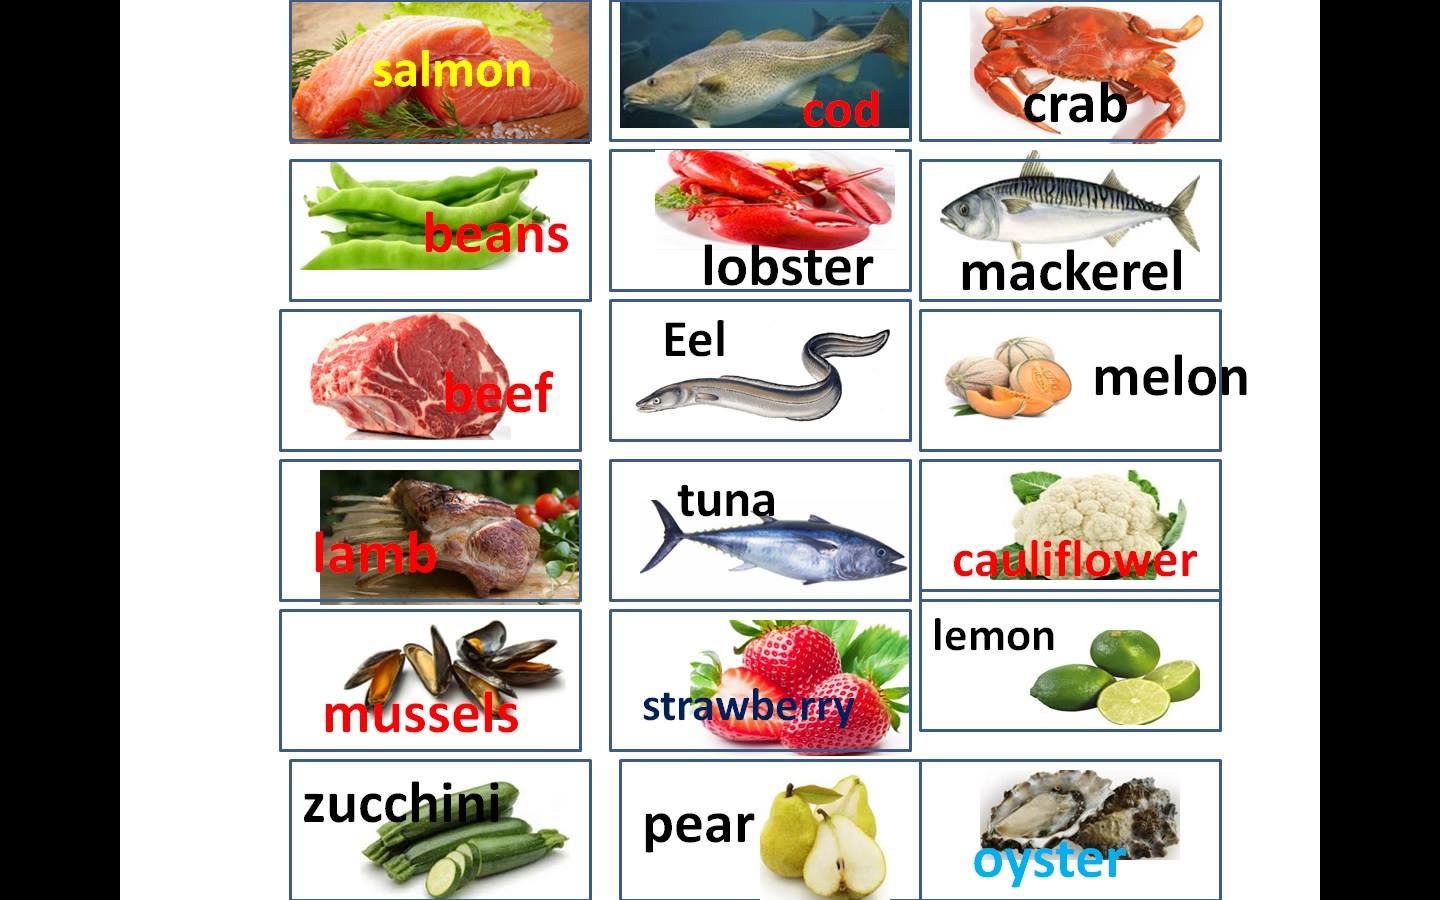 salmon
cod
crab
beans
lobster
mackerel
beef
Eel
melon
lamb
tuna
cauliflower
mussels
strawberry
lemon
zucchini
pear
oyster